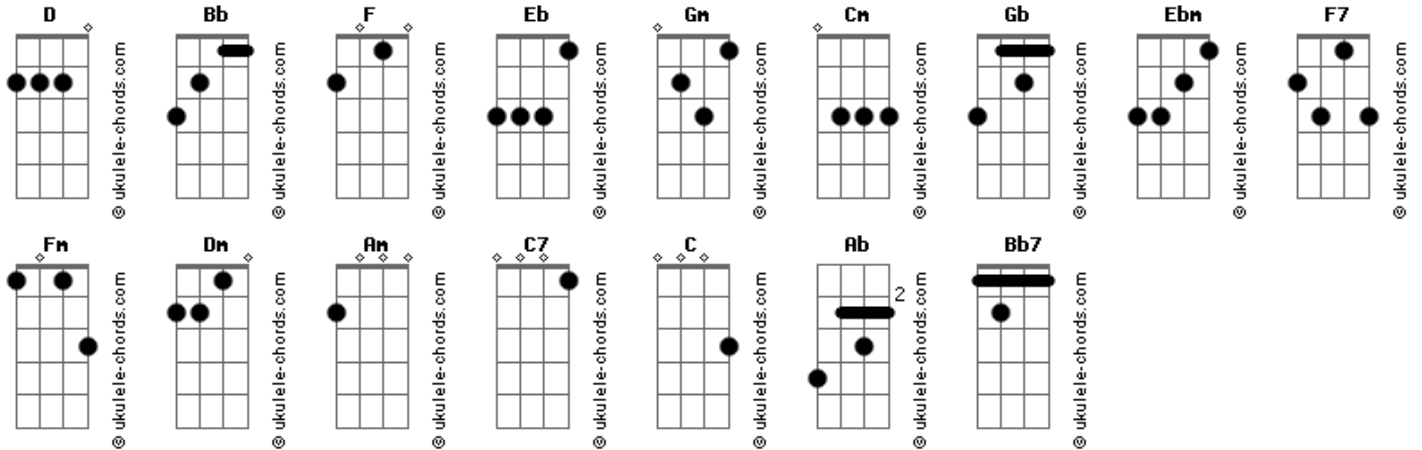 D Bb F Eb Gm Cm Gb Ebm F7
© ukulele-chords.com © ukulele-chords.com © ukulele-chords.com © ukulele-chords.com © ukulele-chords.com © ukulele-chords.com © ukulele-chords.com © ukulele-chords.com © ukulele-chords.com
Fm Dm Am C7 C Ab Bb7
2
© ukulele-chords.com © ukulele-chords.com © ukulele-chords.com © ukulele-chords.com © ukulele-chords.com © ukulele-chords.com © ukulele-chords.com